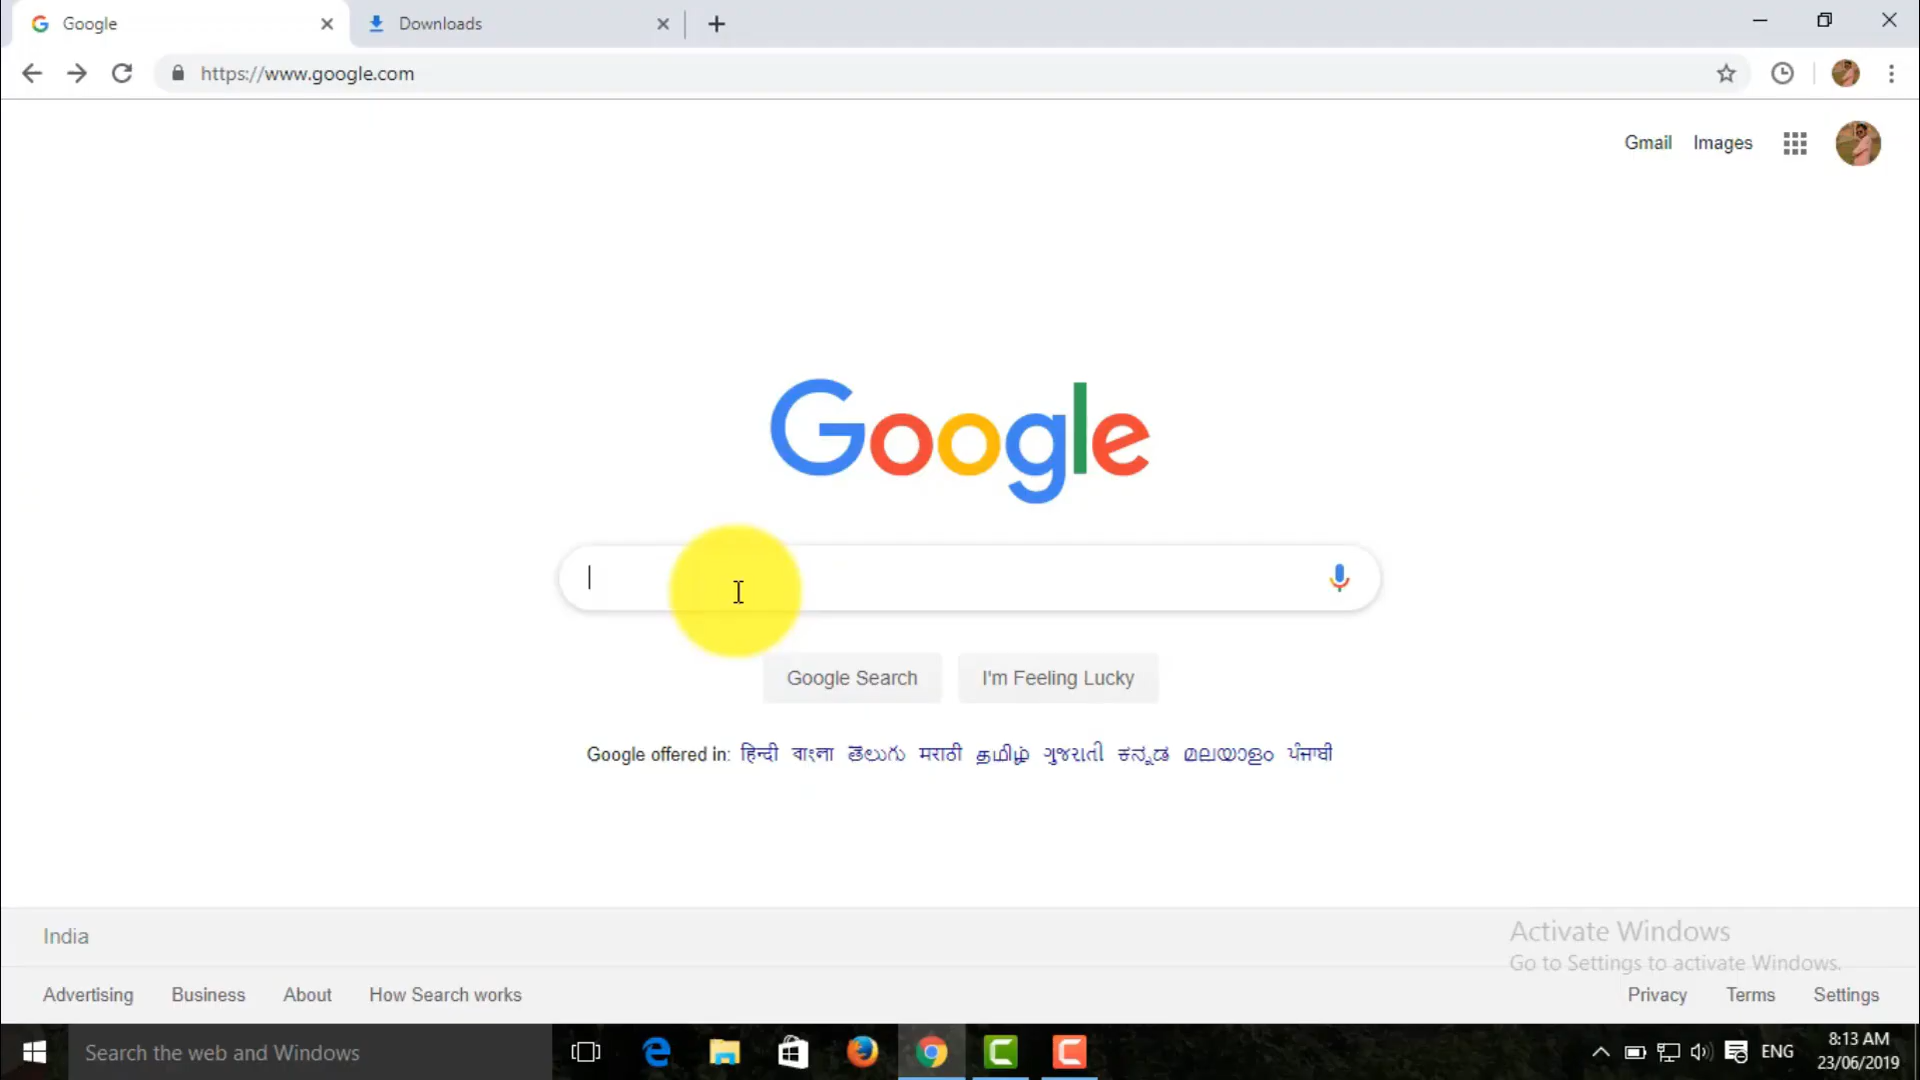 Google
Downloads
https://www.google.com
Gmail Images
Google
Google Search I'm Feeling Lucky
Google offered in: हिन्दी বাংলা తెలుగు मराठी தமிழ் ગુજરાતી ಕನ್ನಡ മലയാളം ਪੰਜਾਬੀ
India
Activate Windows
Go to Settings to activate Windows.
Advertising Business About How Search works
Privacy Terms Settings
Search the web and Windows
ENG
8:13 AM
23/06/2019